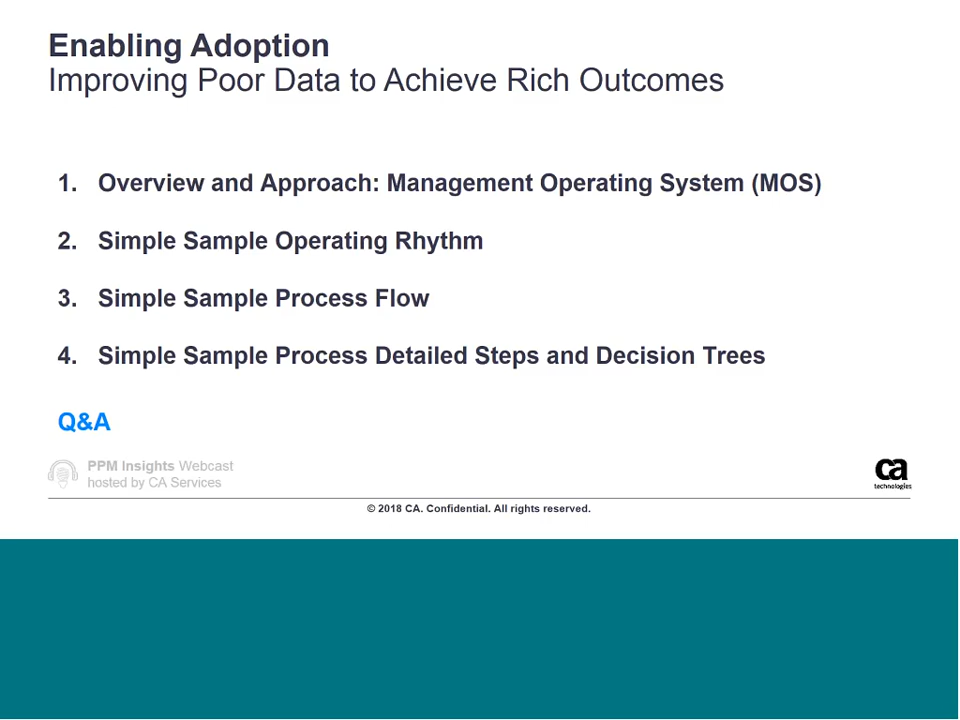 Enabling Adoption
Improving Poor Data to Achieve Rich Outcomes
1. Overview and Approach: Management Operating System (MOS)
2. Simple Sample Operating Rhythm
3. Simple Sample Process Flow
4. Simple Sample Process Detailed Steps and Decision Trees
Q&A
PPM Insights Webcast
hosted by CA Services
ca
technologies
© 2018 CA. Confidential. All rights reserved.